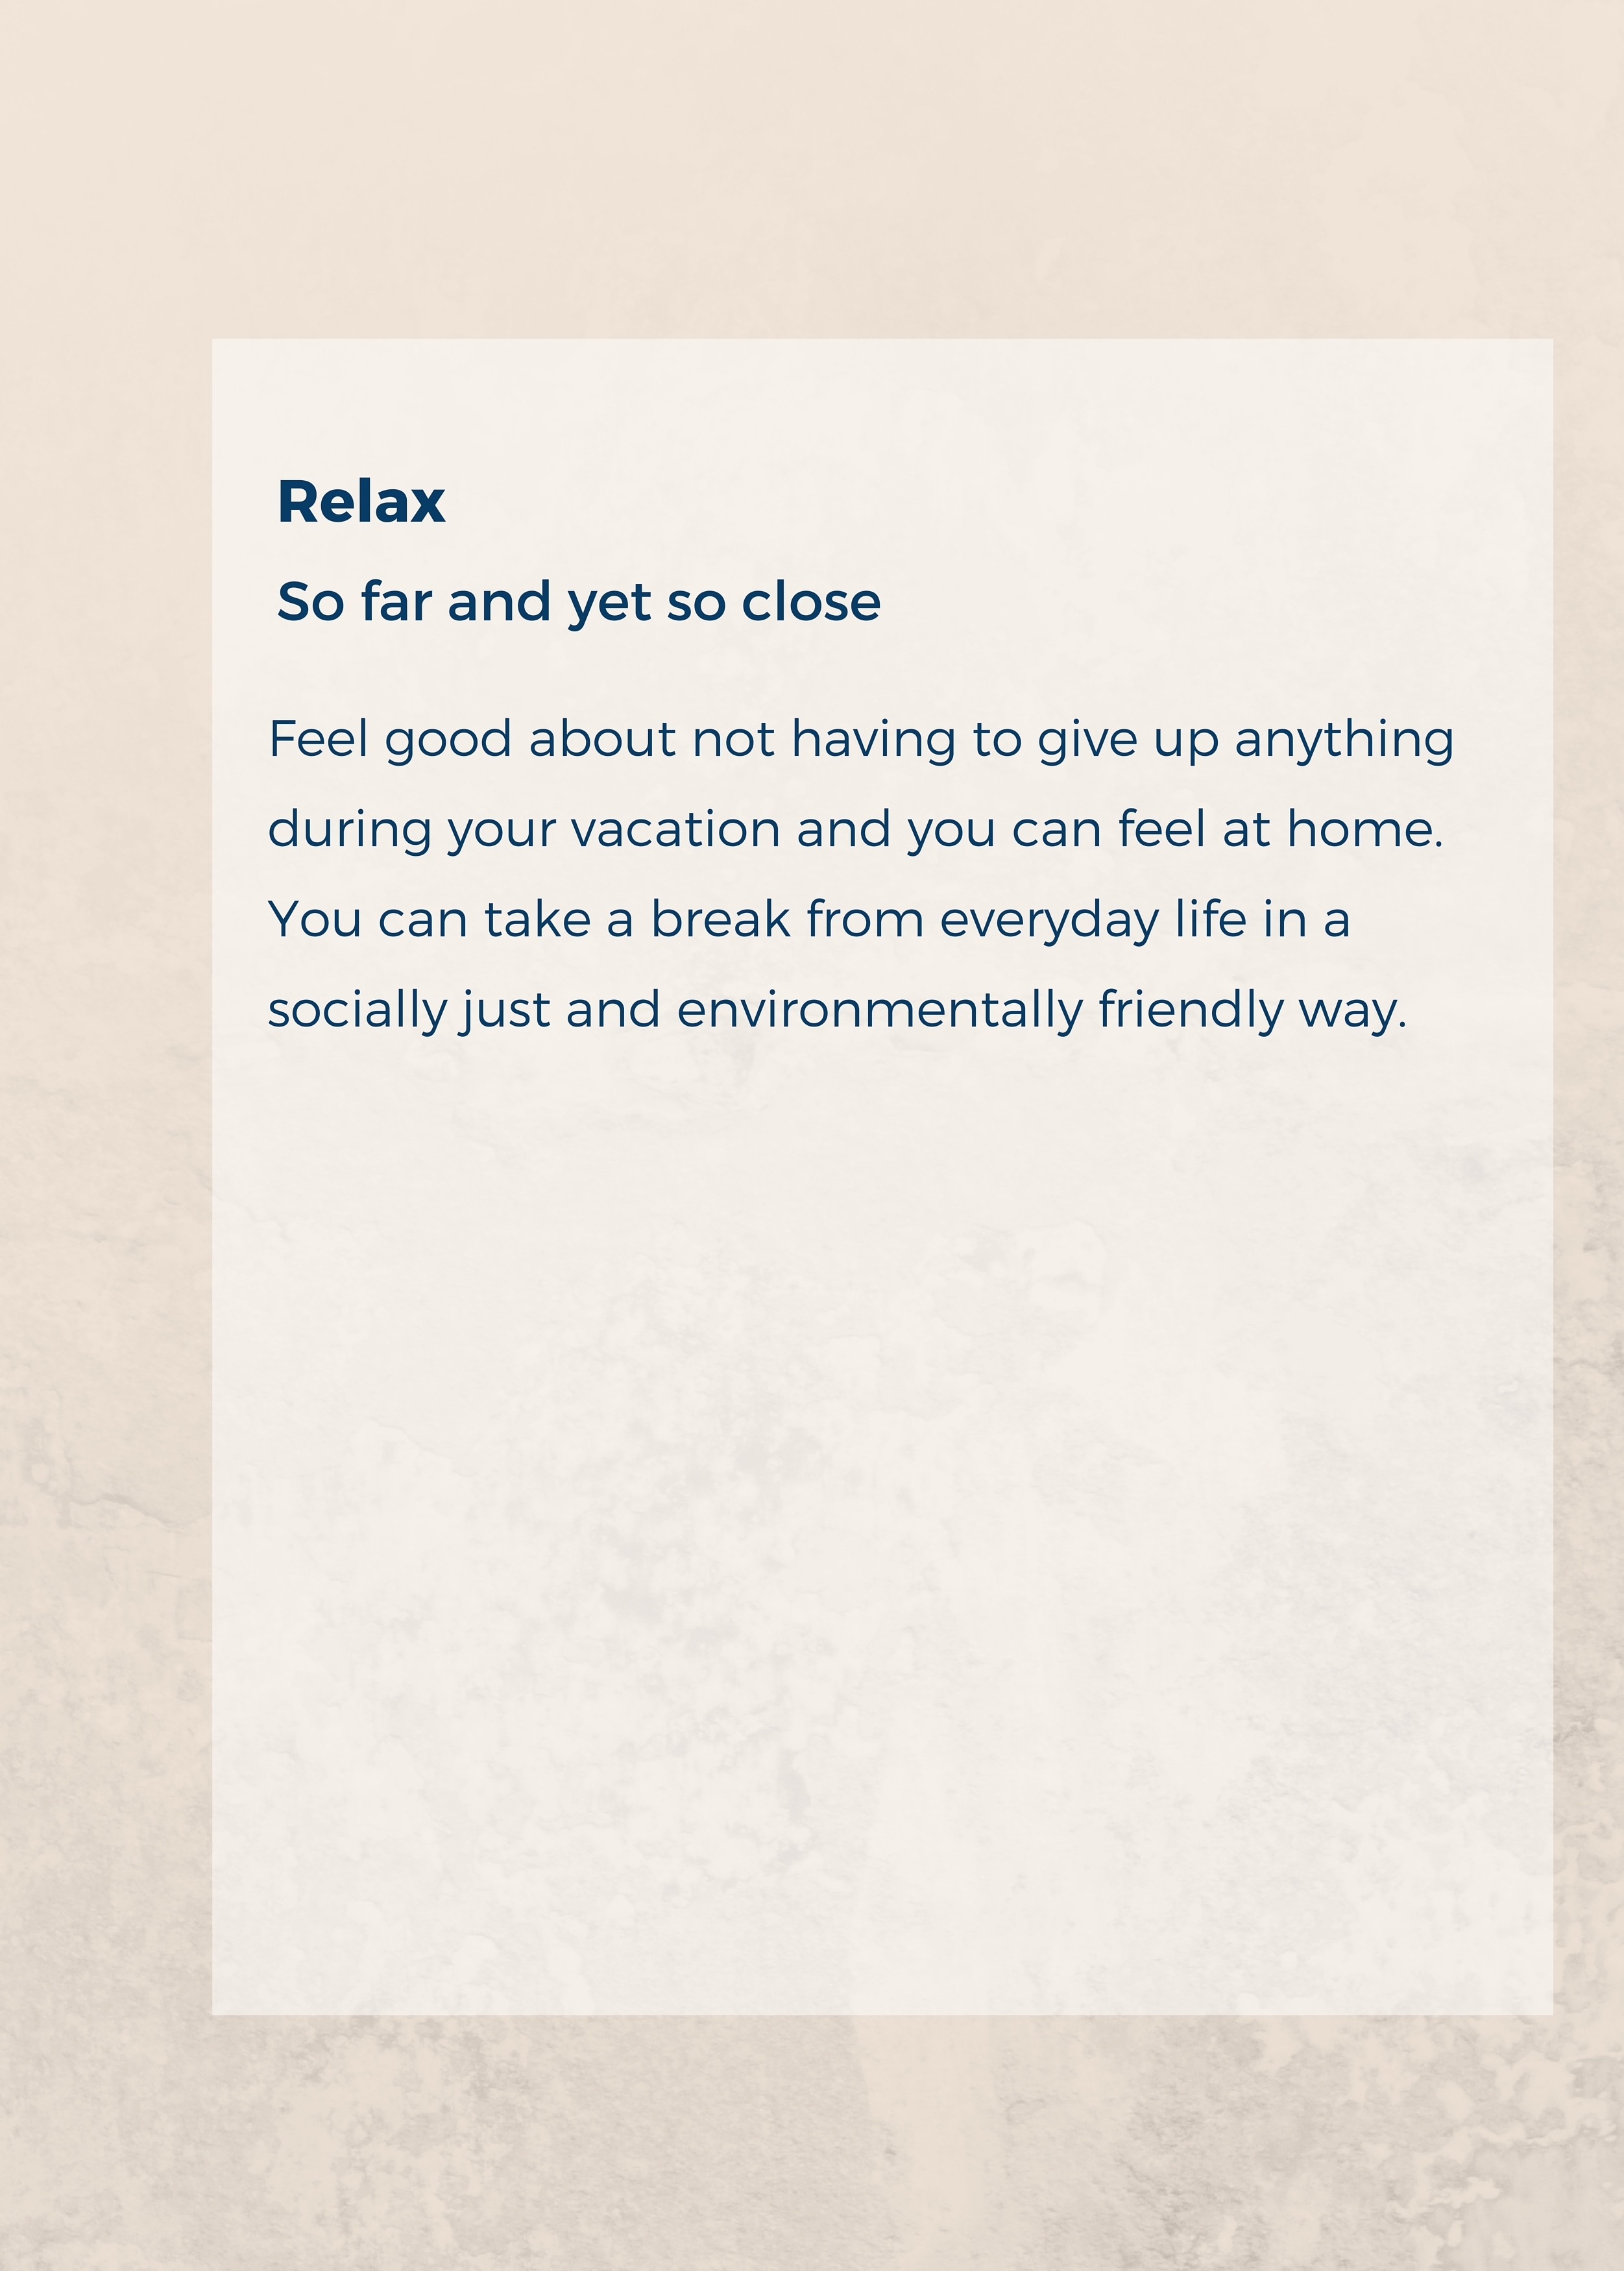 Relax
So far and yet so close
Feel good about not having to give up anything
during your vacation and you can feel at home.
You can take a break from everyday life in a
socially just and environmentally friendly way.